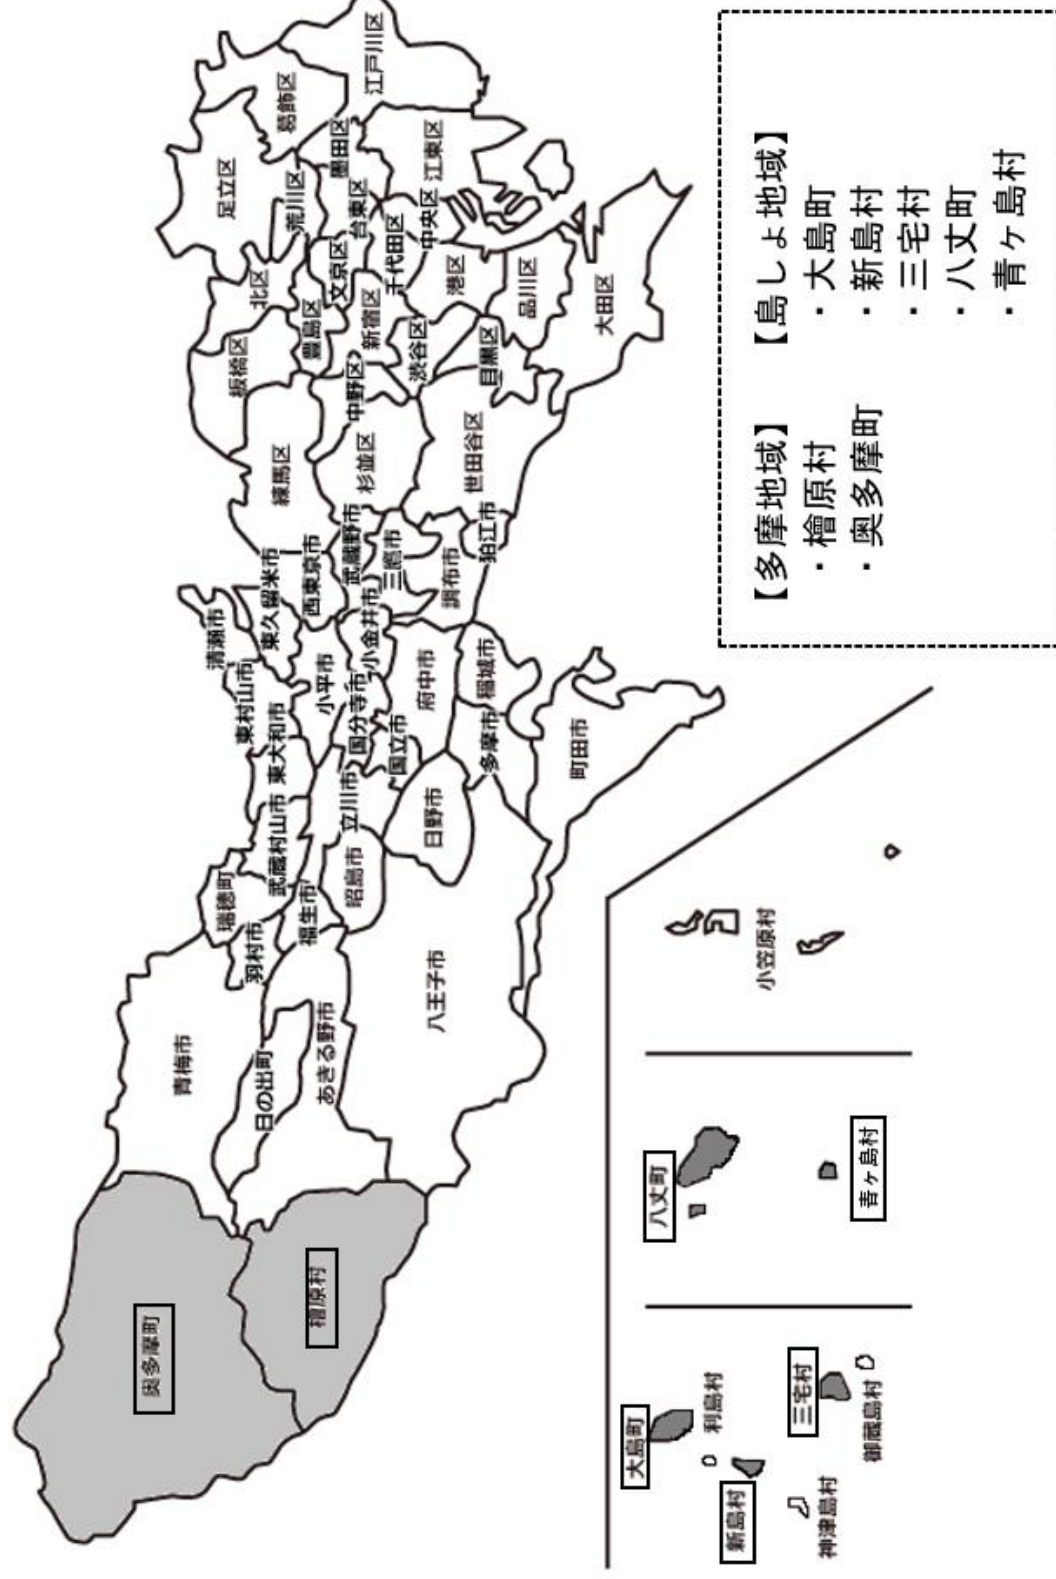 奥多摩町
檜原村
青梅市
日の出町
あきる野市
八王子市
羽村市
瑞穂町
福生市
武蔵村山市
昭島市
立川市
日野市
東大和市
東村山市
清瀬市
東久留米市
小平市
国分寺市
国立市
府中市
小金井市
多摩市
稲城市
町田市
西東京市
武蔵野市
三鷹市
調布市
狛江市
練馬区
板橋区
北区
足立区
葛飾区
江戸川区
荒川区
墨田区
台東区
文京区
豊島区
中野区
新宿区
千代田区
中央区
江東区
杉並区
渋谷区
港区
世田谷区
目黒区
品川区
大田区
大島町
利島村
新島村
神津島村
三宅村
御蔵島村
八丈町
青ヶ島村
小笠原村
【多摩地域】
・檜原村
・奥多摩町
【島しょ地域】
・大島町
・新島村
・三宅村
・八丈町
・青ヶ島村